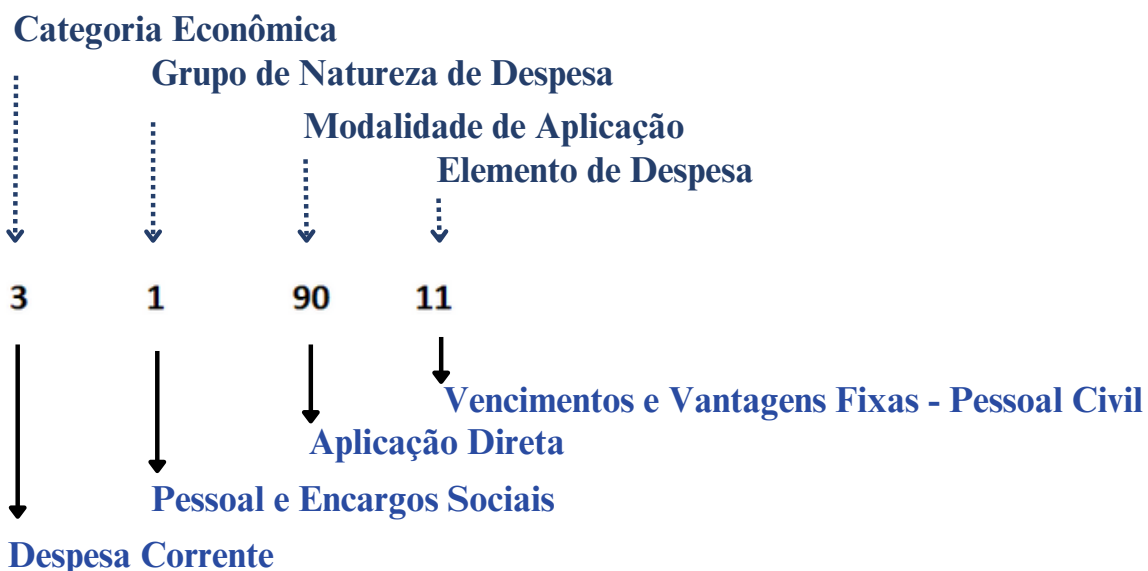 Categoria Econômica
Grupo de Natureza de Despesa
Modalidade de Aplicação
Elemento de Despesa
3 1 90 11
Vencimentos e Vantagens Fixas - Pessoal Civil
Aplicação Direta
Pessoal e Encargos Sociais
Despesa Corrente